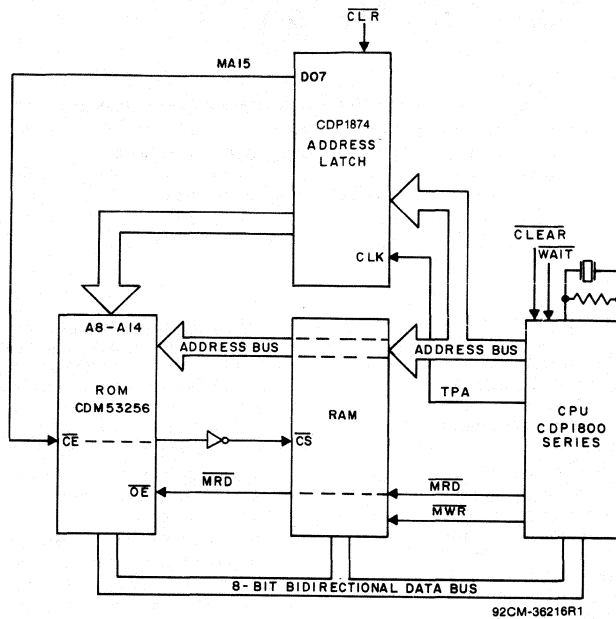 CLR
MA15
DO7
CDP1874
ADDRESS
LATCH
CLK
CLEAR
WAIT
A8-A14
ADDRESS BUS
ADDRESS BUS
ROM
CDM53256
RAM
TPA
CPU
CDP1800
SERIES
CE
CS
MRD
MRD
OE
MWR
8-BIT BIDIRECTIONAL DATA BUS
92CM-36216R1